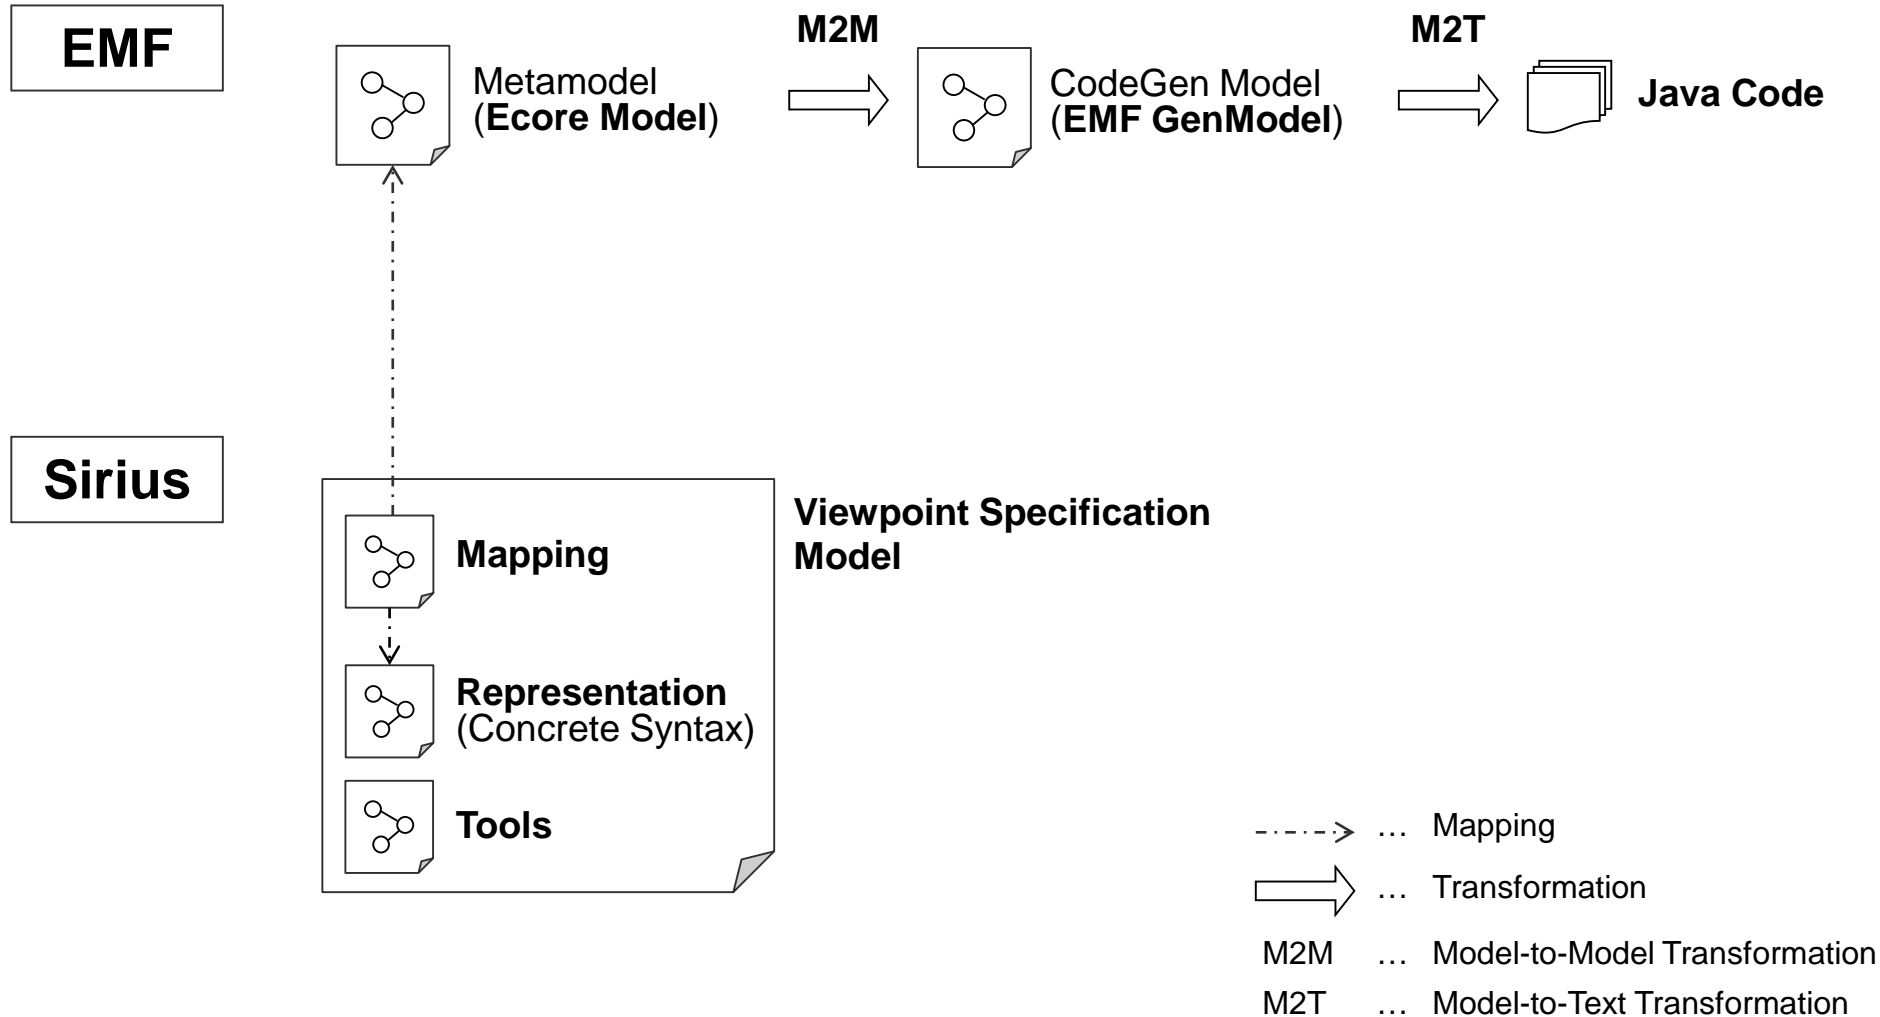 EMF
M2M
M2T
Metamodel
(Ecore Model)
CodeGen Model
(EMF GenModel)
Java Code
Sirius
Viewpoint Specification
Model
Mapping
Representation
(Concrete Syntax)
Tools
… Mapping
… Transformation
M2M … Model-to-Model Transformation
M2T … Model-to-Text Transformation